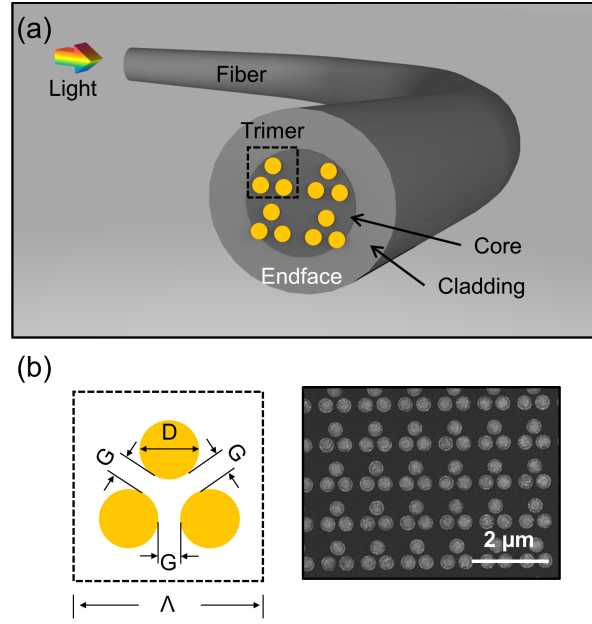 (a)
Light
Fiber
Trimer
Core
Endface
Cladding
(b)
D
G
G
G
Λ
2 μm